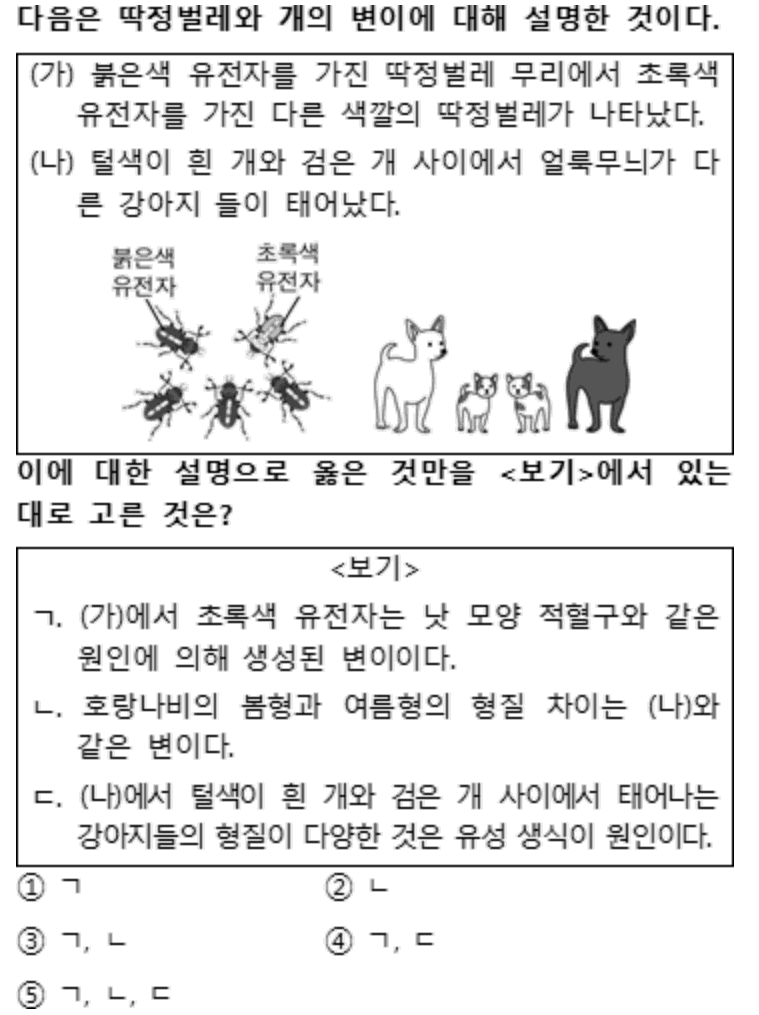 다음은 딱정벌레와 개의 변이에 대해 설명한 것이다.
(가) 붉은색 유전자를 가진 딱정벌레 무리에서 초록색
유전자를 가진 다른 색깔의 딱정벌레가 나타났다.
(나) 털색이 흰 개와 검은 개 사이에서 얼룩무늬가 다
른 강아지 들이 태어났다.
붉은색
유전자
초록색
유전자
이에 대한 설명으로 옳은 것만을 <보기>에서 있는
대로 고른 것은?
<보기>
ㄱ. (가)에서 초록색 유전자는 낫 모양 적혈구와 같은
원인에 의해 생성된 변이이다.
ㄴ. 호랑나비의 봄형과 여름형의 형질 차이는 (나)와
같은 변이다.
ㄷ. (나)에서 털색이 흰 개와 검은 개 사이에서 태어나는
강아지들의 형질이 다양한 것은 유성 생식이 원인이다.
① ㄱ ② ㄴ
③ ㄱ, ㄴ ④ ㄱ, ㄷ
⑤ ㄱ, ㄴ, ㄷ